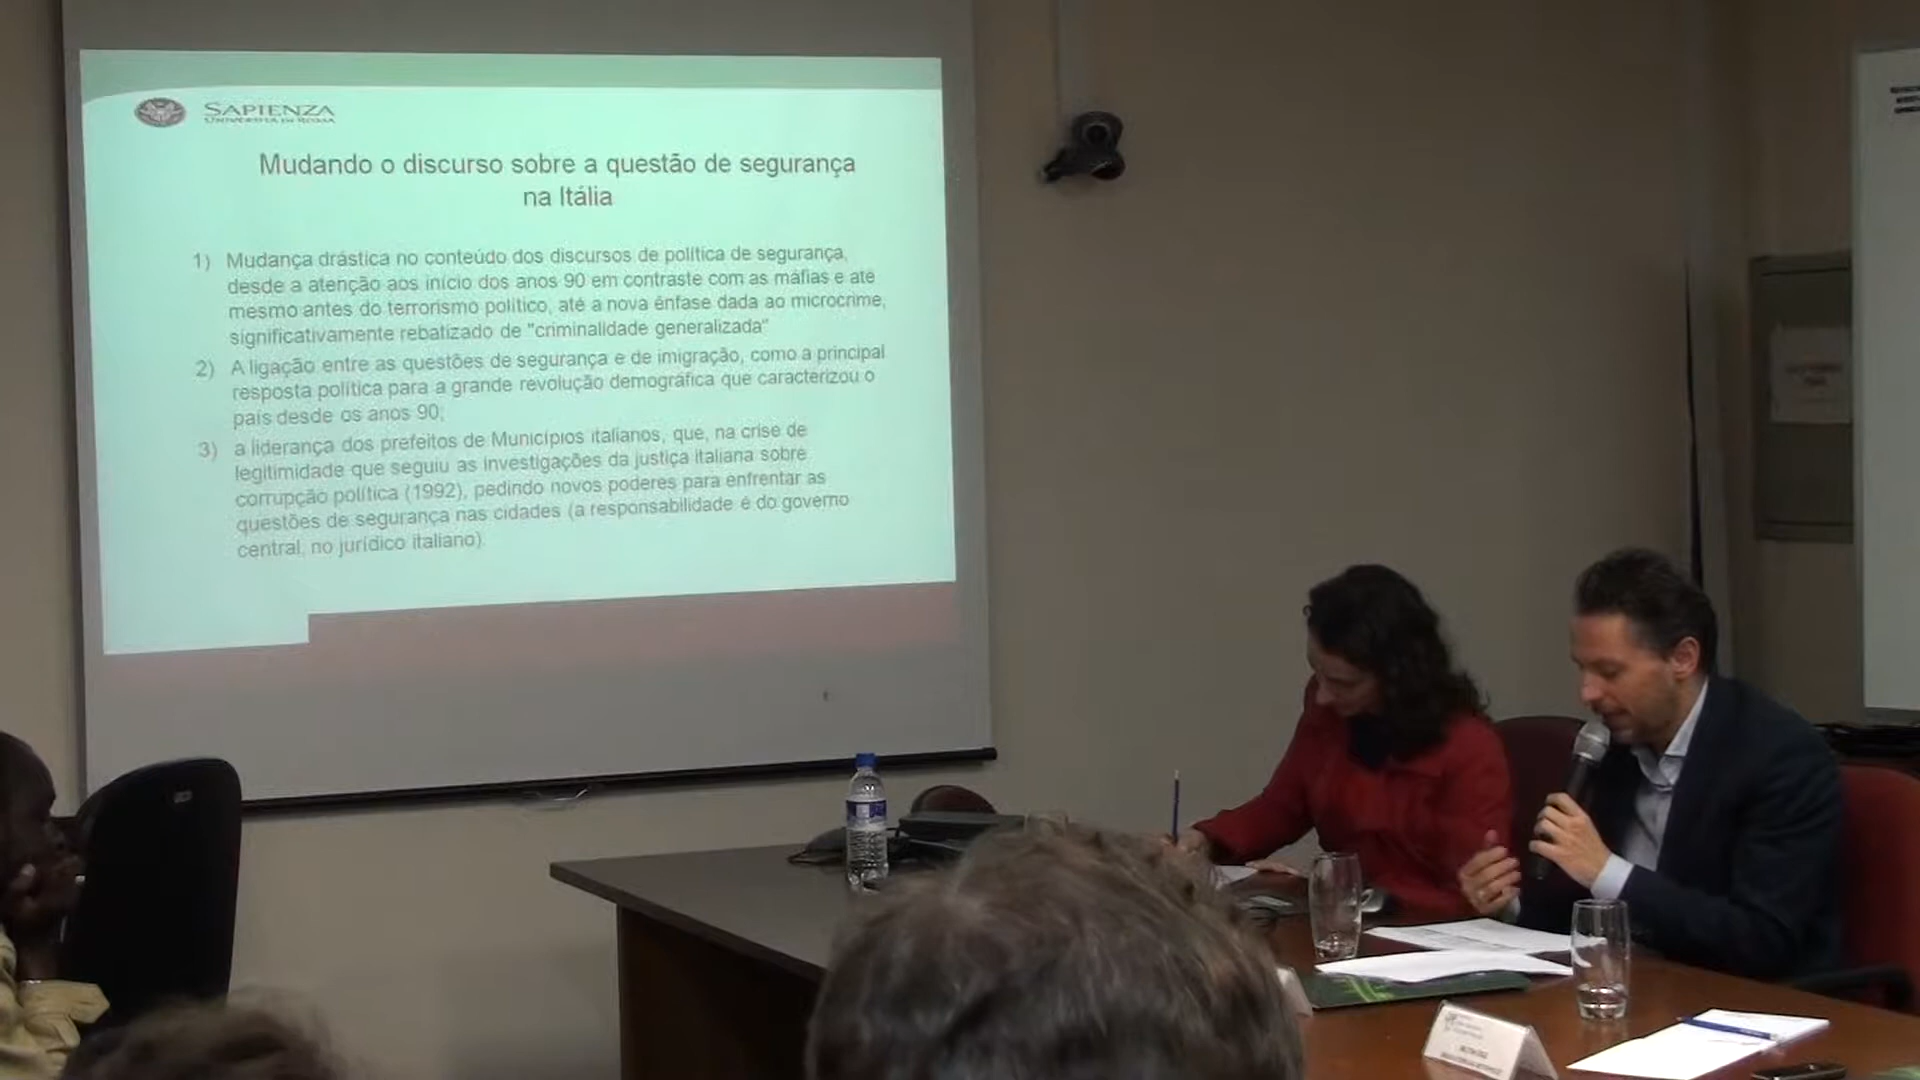 SAPIENZA
UNIVERSITÀ DI ROMA
Mudando o discurso sobre a questão de segurança
na Itália
1) Mudança drástica no conteúdo dos discursos de política de segurança,
desde a atenção aos início dos anos 90 em contraste com as máfias e até
mesmo antes do terrorismo político, até a nova ênfase dada ao microcrime,
significativamente rebatizado de "criminalidade generalizada"
2) A ligação entre as questões de segurança e de imigração, como a principal
resposta política para a grande revolução demográfica que caracterizou o
país desde os anos 90;
3) a liderança dos prefeitos de Municípios italianos, que, na crise de
legitimidade que seguiu as investigações da justiça italiana sobre
corrupção política (1992), pedindo novos poderes para enfrentar as
questões de segurança nas cidades (a responsabilidade é do governo
central, no jurídico italiano).